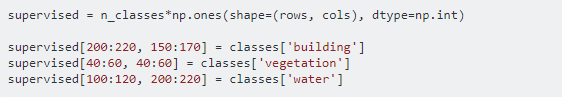 supervised = n_classes*np.ones(shape=(rows, cols), dtype=np.int)
supervised[200:220, 150:170] = classes['building']
supervised[40:60, 40:60] = classes['vegetation']
supervised[100:120, 200:220] = classes['water']